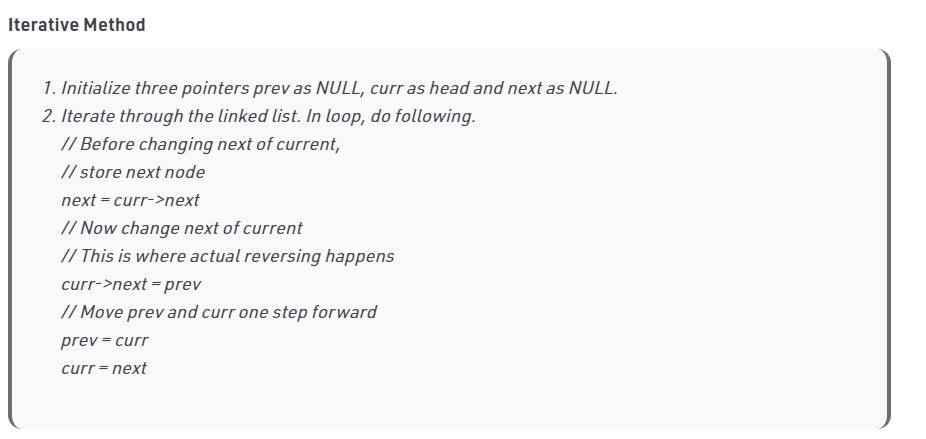 Iterative Method
1. Initialize three pointers prev as NULL, curr as head and next as NULL.
2. Iterate through the linked list. In loop, do following.
// Before changing next of current,
// store next node
next = curr->next
// Now change next of current
// This is where actual reversing happens
curr->next = prev
// Move prev and curr one step forward
prev = curr
curr = next